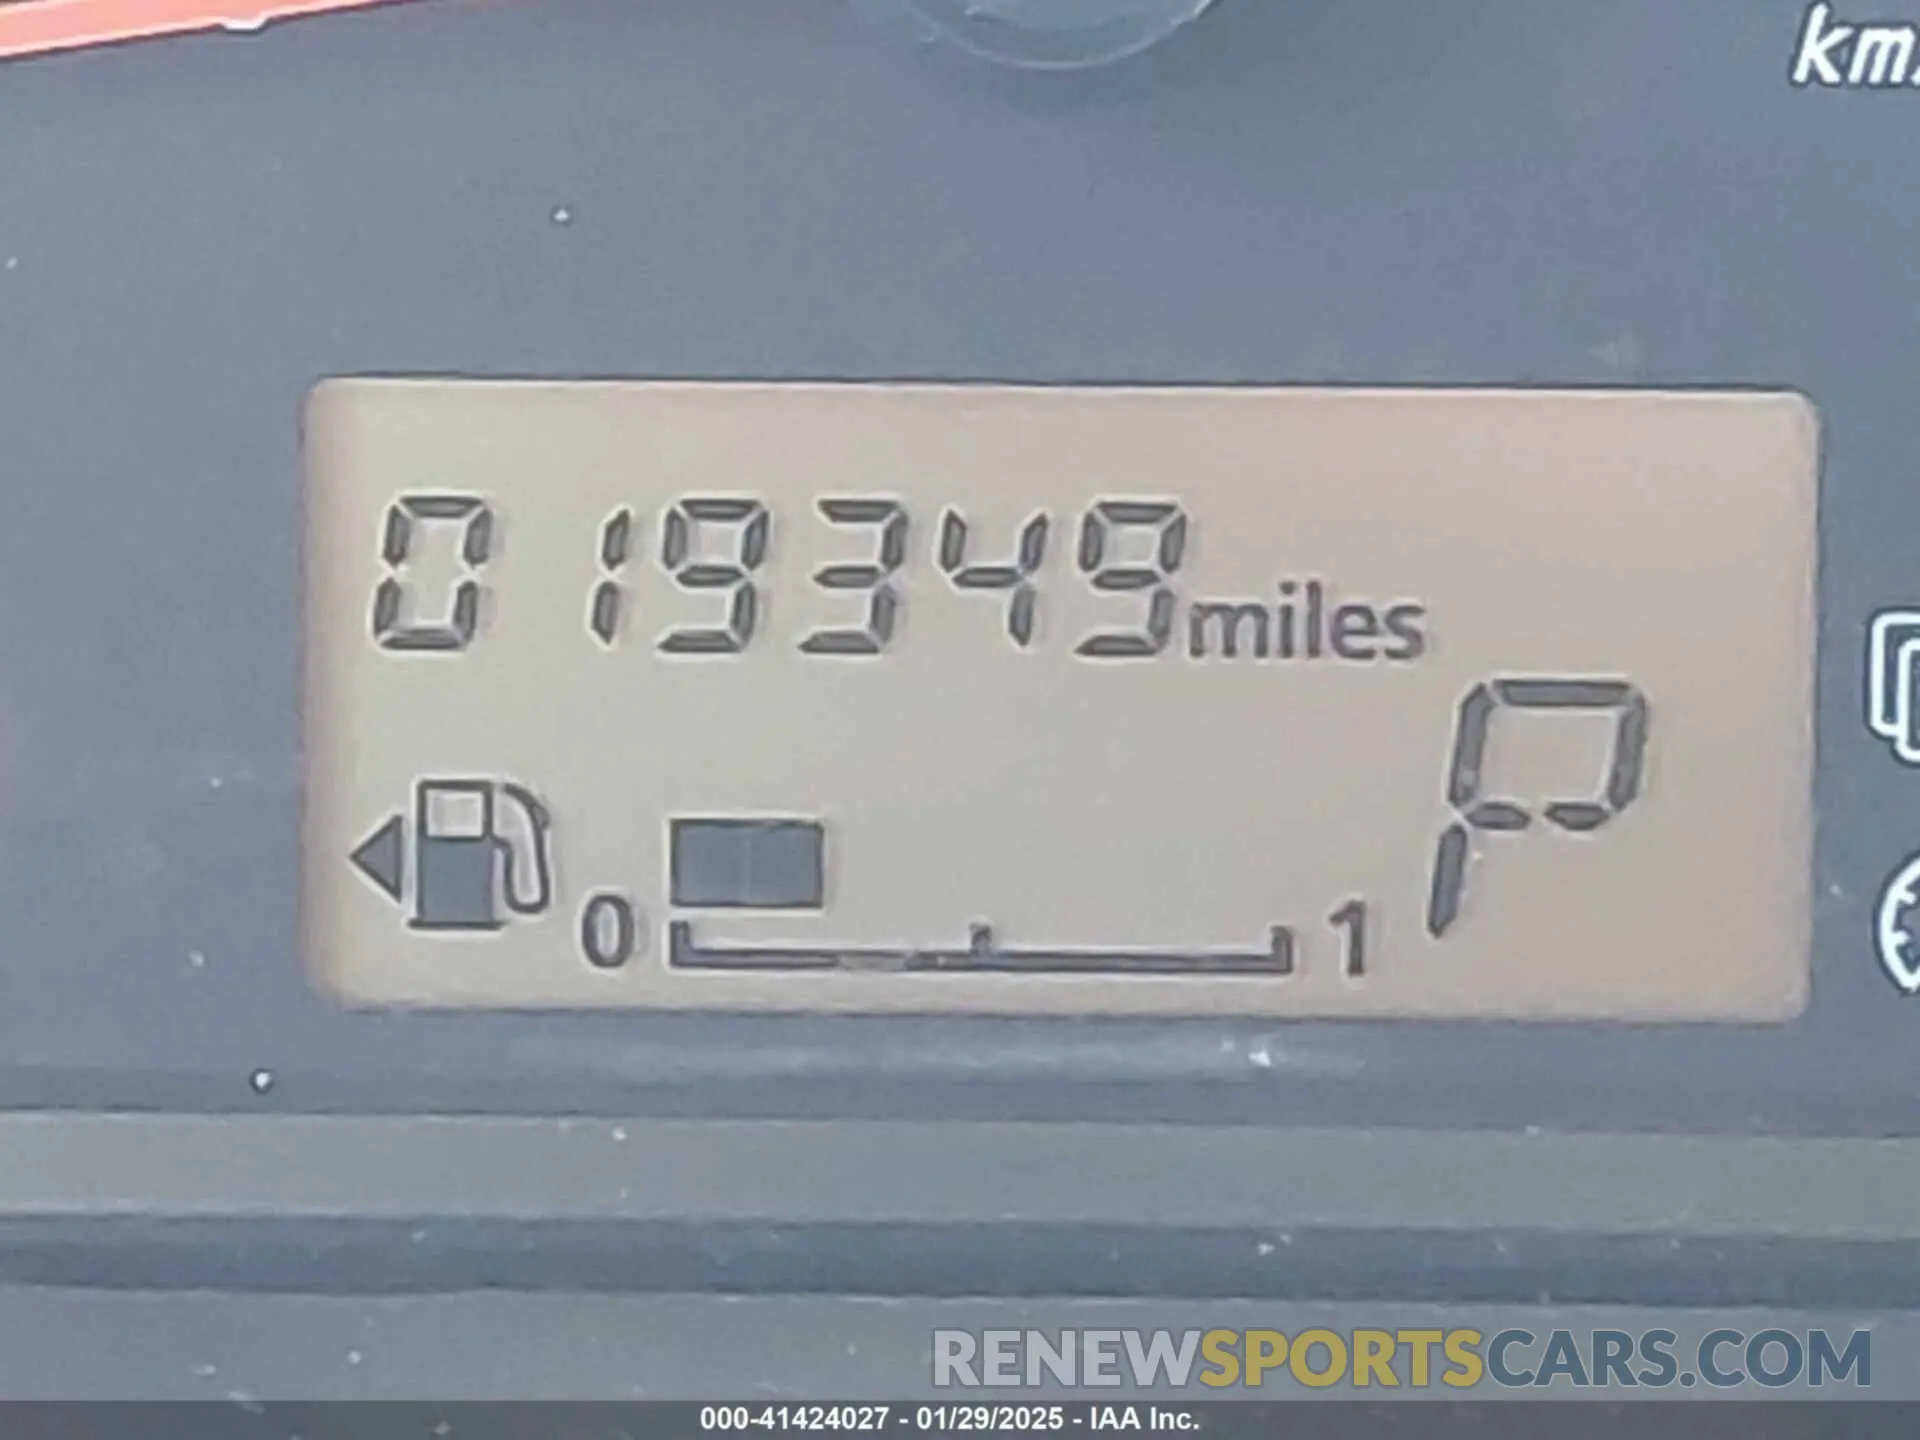 km
019349miles
P
0 1
RENEWSPORTSCARS.COM
000-41424027 - 01/29/2025 - IAA Inc.